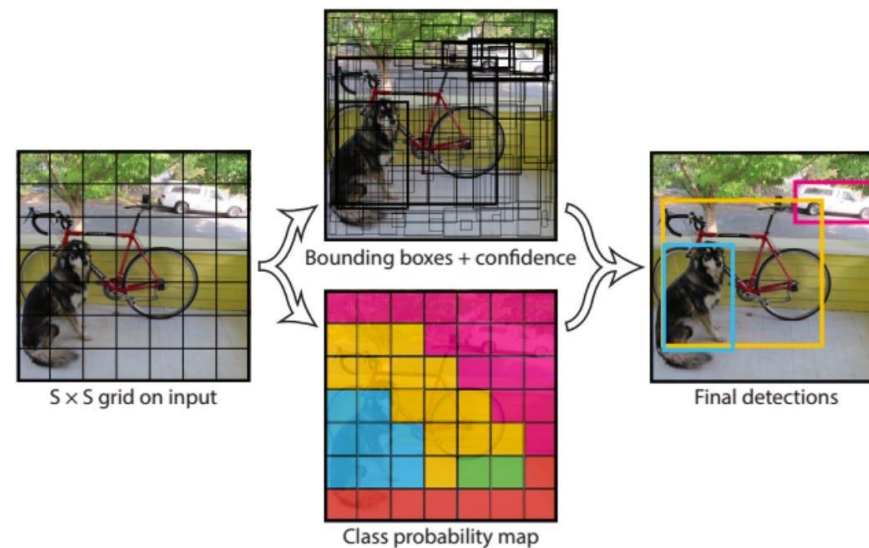 Bounding boxes + confidence
S × S grid on input
Final detections
Class probability map